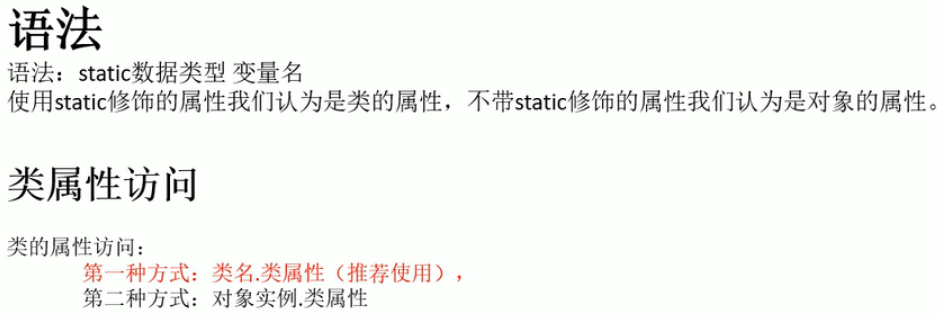 语法
语法：static数据类型 变量名
使用static修饰的属性我们认为是类的属性，不带static修饰的属性我们认为是对象的属性。
类属性访问
类的属性访问：
第一种方式：类名.类属性（推荐使用），
第二种方式：对象实例.类属性